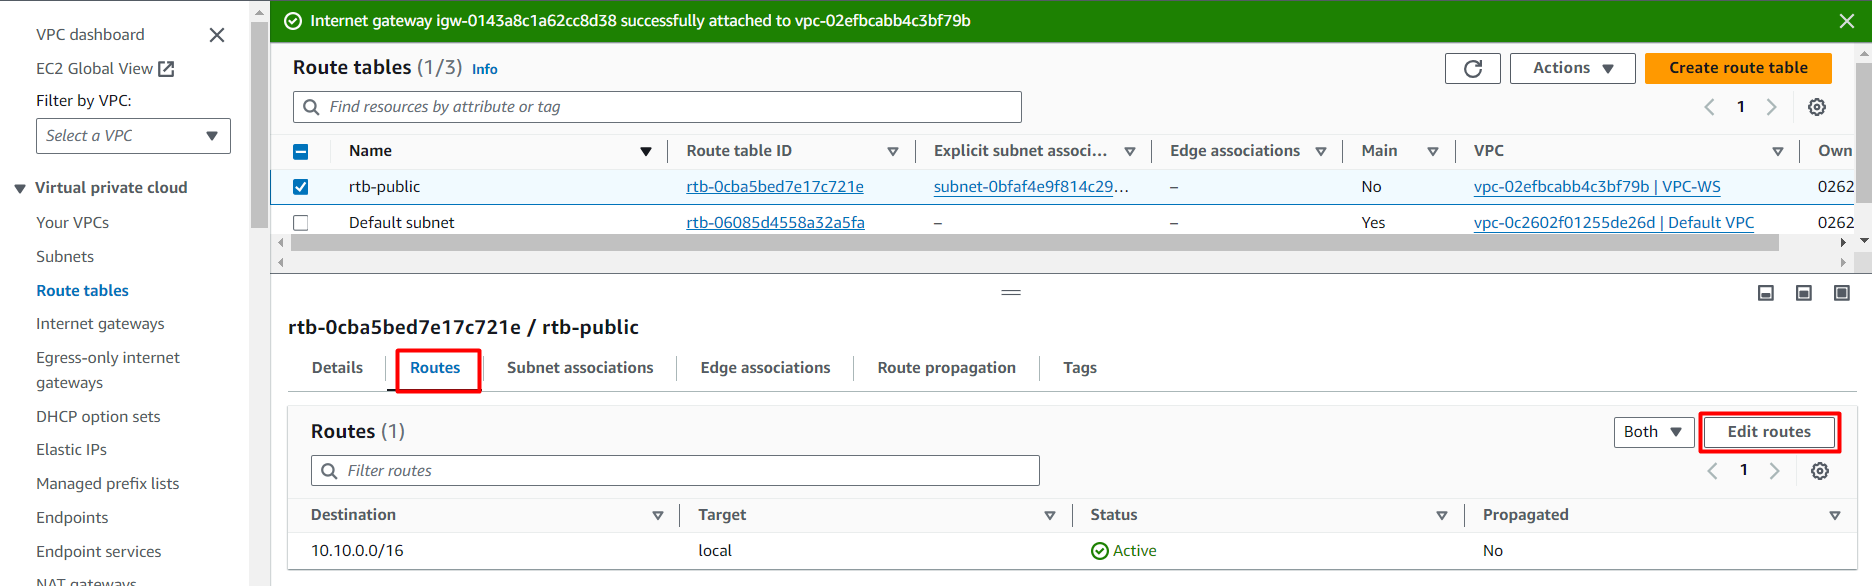 VPC dashboard
EC2 Global View
Filter by VPC:
Select a VPC
Virtual private cloud
Your VPCs
Subnets
Route tables
Internet gateways
Egress-only internet
gateways
DHCP option sets
Elastic IPs
Managed prefix lists
Endpoints
Endpoint services
NAT gateways
Internet gateway igw-0143a8c1a62cc8d38 successfully attached to vpc-02efbcabb4c3bf79b
Route tables (1/3) Info
Actions
Create route table
Find resources by attribute or tag
1
Name Route table ID Explicit subnet associ... Edge associations Main VPC Own
rtb-public rtb-0cba5bed7e17c721e subnet-0bfaf4e9f814c29... – No vpc-02efbcabb4c3bf79b | VPC-WS 0262
Default subnet rtb-06085d4558a32a5fa – – Yes vpc-0c2602f01255de26d | Default VPC 0262
rtb-0cba5bed7e17c721e / rtb-public
Details Routes Subnet associations Edge associations Route propagation Tags
Routes (1)
Both
Edit routes
Filter routes
1
Destination Target Status Propagated
10.10.0.0/16 local Active No